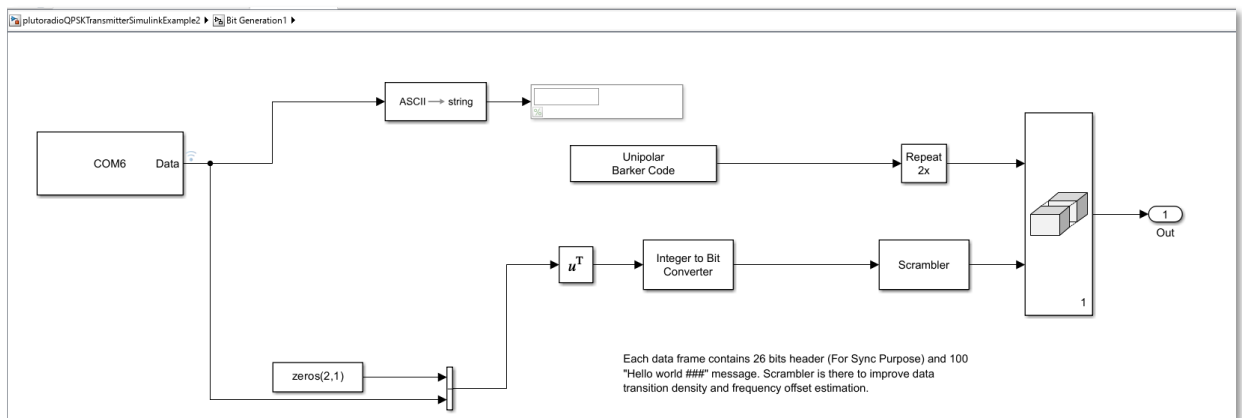 plutoradioQPSKTransmitterSimulinkExample2 ▶ Bit Generation1 ▶
ASCII → string
COM6 Data
Unipolar
Barker Code
Repeat
2x
1
Out
u^T
Integer to Bit
Converter
Scrambler
1
zeros(2,1)
Each data frame contains 26 bits header (For Sync Purpose) and 100
"Hello world ###" message. Scrambler is there to improve data
transition density and frequency offset estimation.